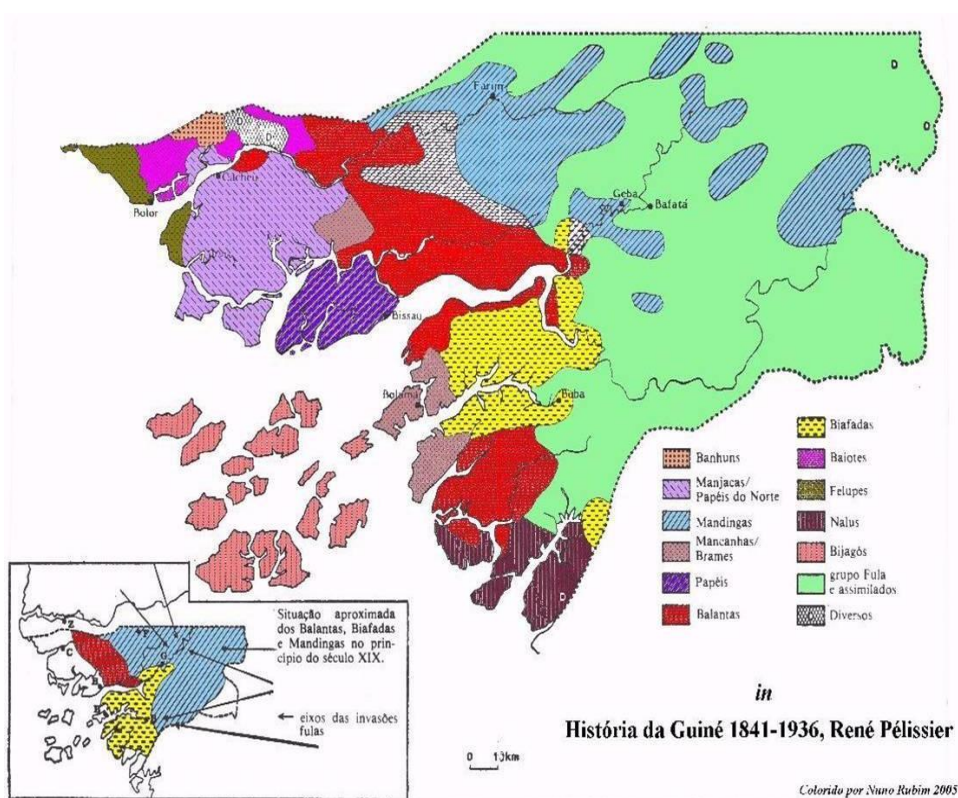 Farim
D
D
D
D
Cacheu
Bolor
Geba
Bafatá
Bissau
Bolama
Buba
D
Banhuns
Manjacas/
Papéis do Norte
Mandingas
Mancanhas/
Brames
Papéis
Balantas
Biafadas
Baiotes
Felupes
Nalus
Bijagós
grupo Fula
e assimilados
Diversos
Situação aproximada
dos Balantas, Biafadas
e Mandingas no prin-
cípio do século XIX.
eixos das invasões
fulas
Z
F
C
G
B
B
0 10km
in
História da Guiné 1841-1936, René Pélissier
Colorido por Nuno Rubim 2005